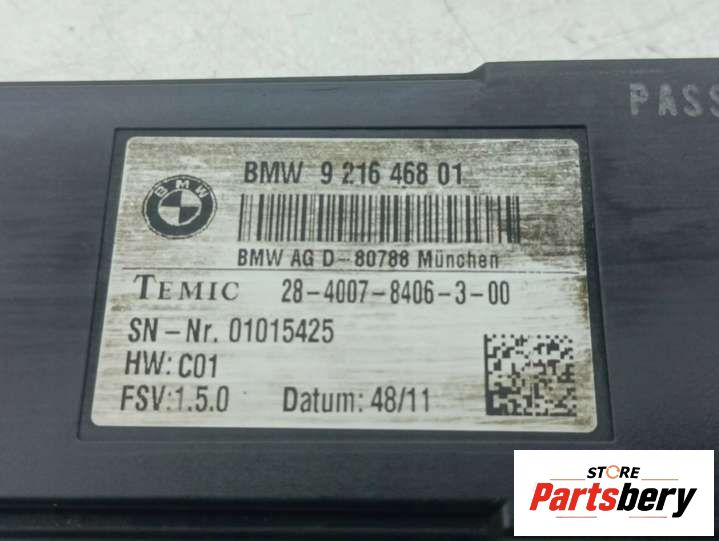 PASS
BMW
BMW 9 216 468 01
BMW AG D-80788 München
TEMIC 28-4007-8406-3-00
SN-Nr. 01015425
HW: C01
FSV:1.5.0 Datum: 48/11
STORE
Partsbery